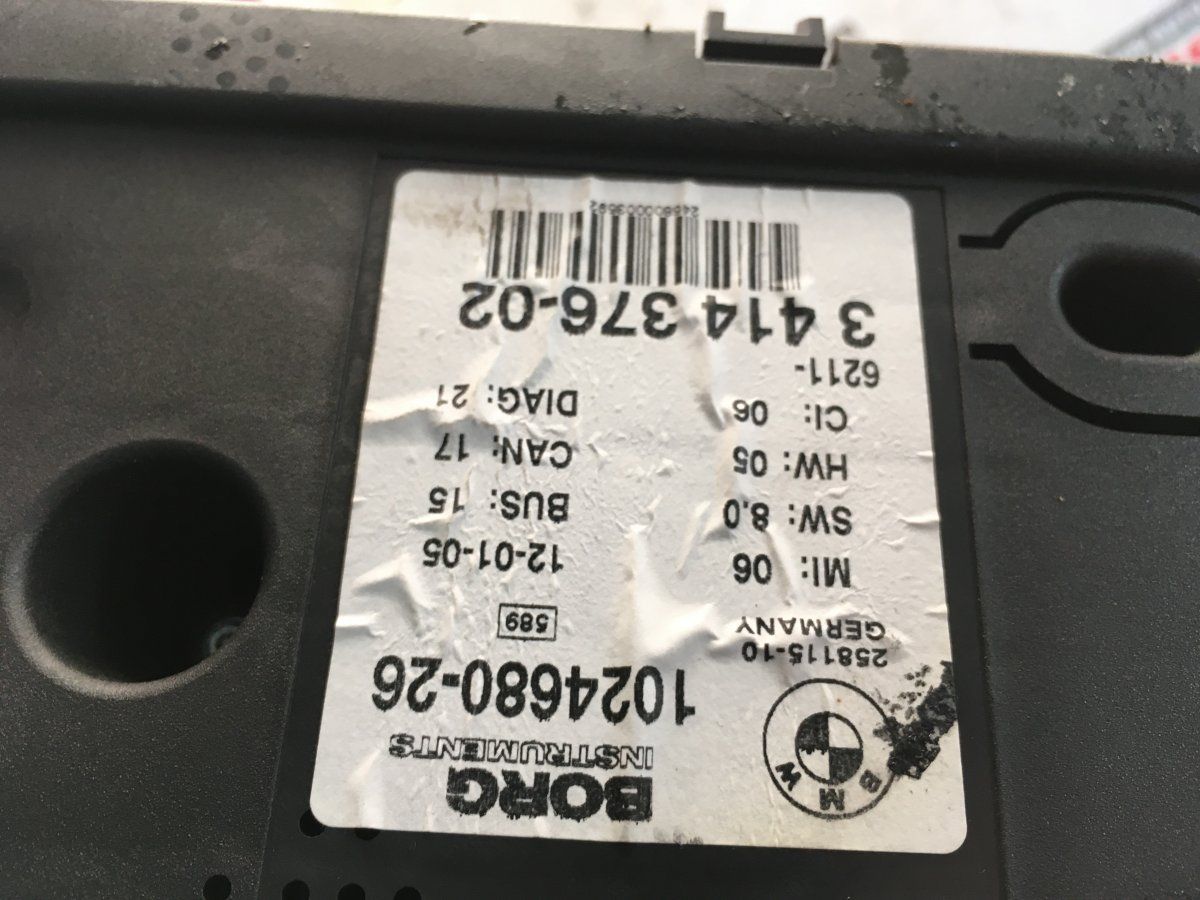 BMW
BORG
INSTRUMENTS
1024680-26
258115-10
GERMANY
589
MI: 06
12-01-05
SW: 8.0
BUS: 15
HW: 05
CAN: 17
CI: 06
DIAG: 21
6211-
3 414 376-02